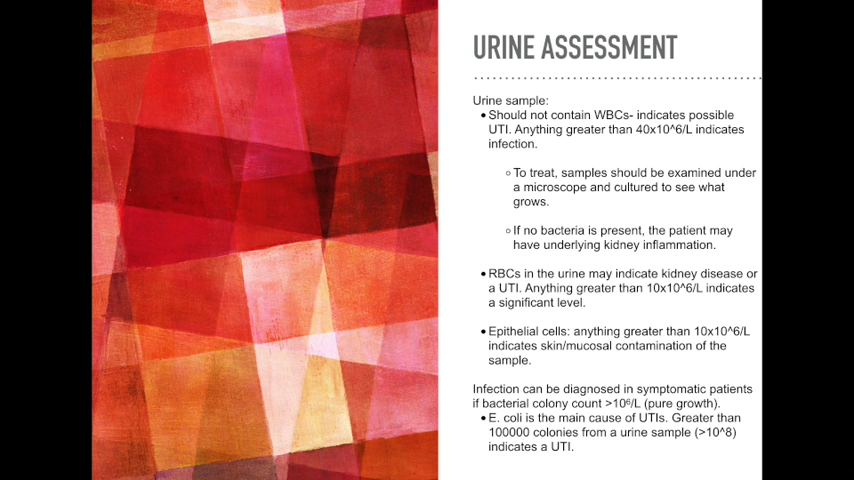 URINE ASSESSMENT
Urine sample:
• Should not contain WBCs- indicates possible
UTI. Anything greater than 40x10^6/L indicates
infection.
○ To treat, samples should be examined under
a microscope and cultured to see what
grows.
○ If no bacteria is present, the patient may
have underlying kidney inflammation.
• RBCs in the urine may indicate kidney disease or
a UTI. Anything greater than 10x10^6/L indicates
a significant level.
• Epithelial cells: anything greater than 10x10^6/L
indicates skin/mucosal contamination of the
sample.
Infection can be diagnosed in symptomatic patients
if bacterial colony count >10⁶/L (pure growth).
• E. coli is the main cause of UTIs. Greater than
100000 colonies from a urine sample (>10^8)
indicates a UTI.